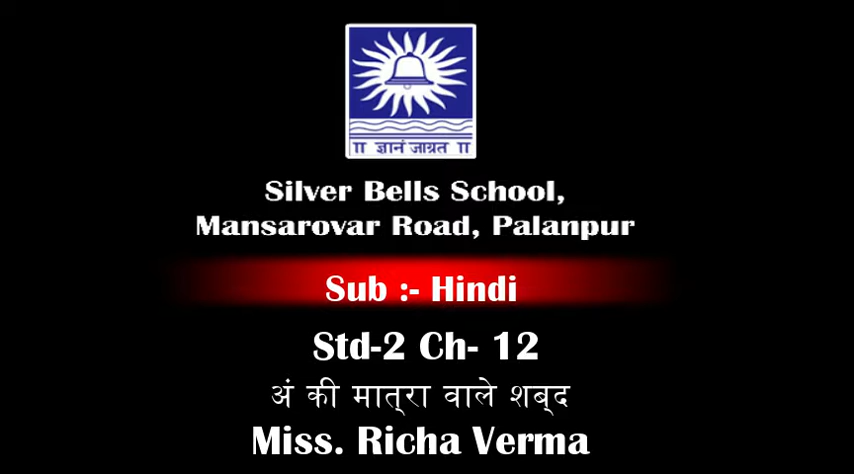 ॥ ज्ञानं जाग्रत ॥
Silver Bells School,
Mansarovar Road, Palanpur
Sub :- Hindi
Std-2 Ch- 12
अं की मात्‌रा वाले शब्‌द
Miss. Richa Verma